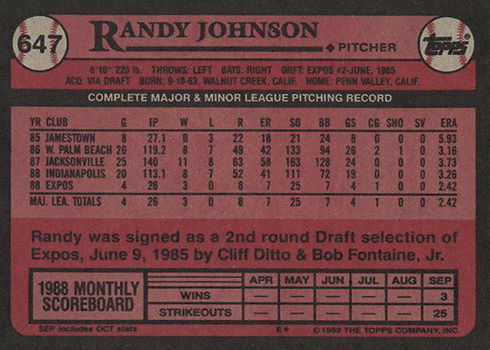 647
RANDY JOHNSON
PITCHER
TOPPS
6'10" 225 lb. THROWS: LEFT BATS: RIGHT DRFT: EXPOS #2-JUNE, 1985
ACQ: VIA DRAFT BORN: 9-10-63, WALNUT CREEK, CALIF. HOME: PENN VALLEY, CALIF.
COMPLETE MAJOR & MINOR LEAGUE PITCHING RECORD
YR CLUB G IP W L R ER SO BB GS CG SHO SV ERA
85 JAMESTOWN 8 27.1 0 3 22 18 21 24 8 0 0 0 5.93
86 W. PALM BEACH 26 119.2 8 7 49 42 133 94 26 2 1 0 3.16
87 JACKSONVILLE 25 140 11 8 63 58 163 128 24 0 0 0 3.73
88 INDIANAPOLIS 20 113.1 8 7 52 41 111 72 19 0 0 0 3.26
88 EXPOS 4 26 3 0 8 7 25 7 4 1 0 0 2.42
MAJ. LEA. TOTALS 4 26 3 0 8 7 25 7 4 1 0 0 2.42
Randy was signed as a 2nd round Draft selection of
Expos, June 9, 1985 by Cliff Ditto & Bob Fontaine, Jr.
1988 MONTHLY SCOREBOARD
APR MAY JUN JUL AUG SEP
WINS — — — — — 3
STRIKEOUTS — — — — — 25
SEP includes OCT stats
E* © 1989 THE TOPPS COMPANY, INC.